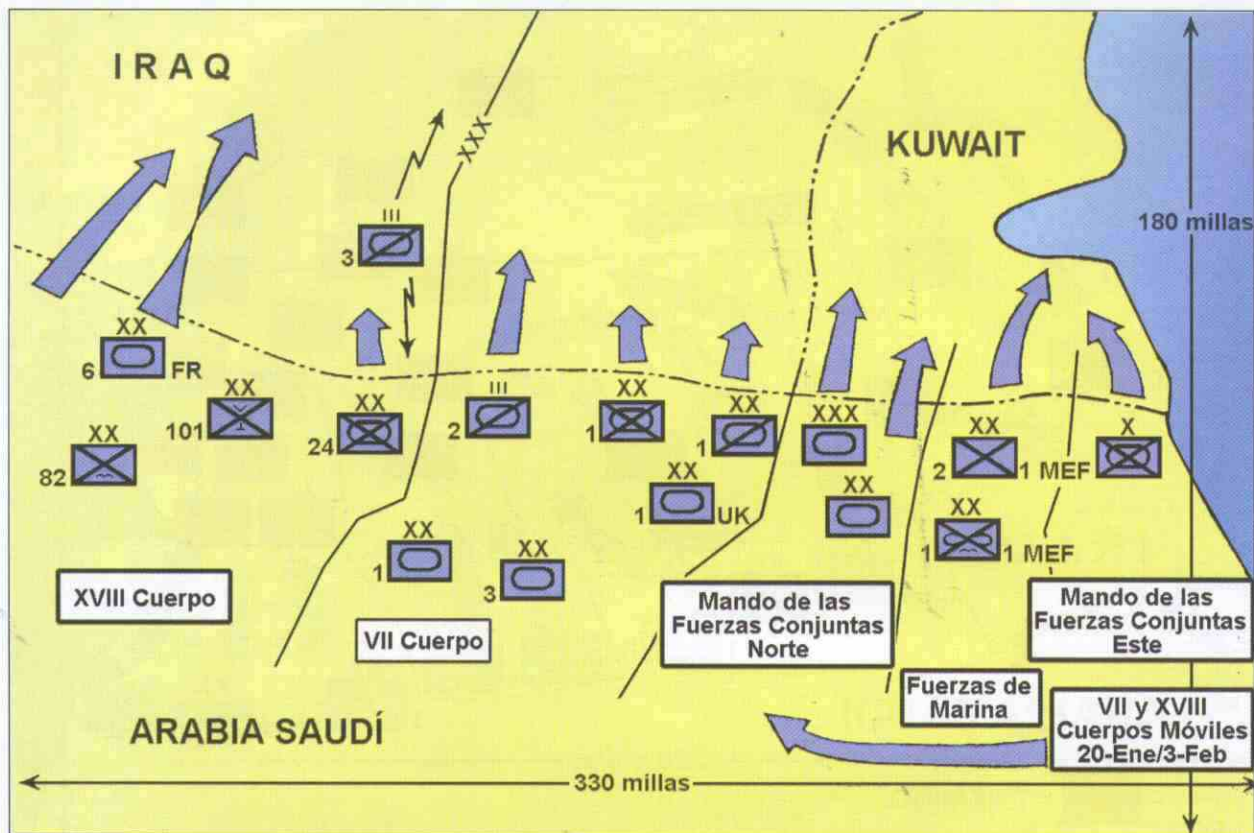 IRAQ
KUWAIT
XXX
180 millas
III
3
XX
6 FR
XX
101
XX
24
XX
82
III
2
XX
1
XX
1
XXX
XX
XX
2 1 MEF
X
XX
1 UK
XX
1 1 MEF
XX
1
XX
3
XVIII Cuerpo
VII Cuerpo
Mando de las
Fuerzas Conjuntas
Norte
Mando de las
Fuerzas Conjuntas
Este
Fuerzas de
Marina
VII y XVIII
Cuerpos Móviles
20-Ene/3-Feb
ARABIA SAUDÍ
330 millas